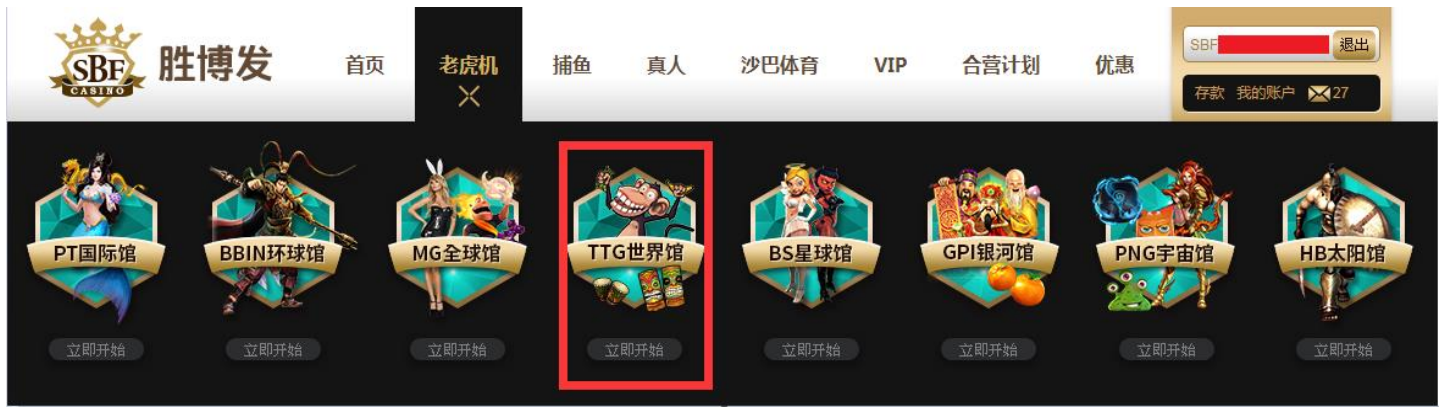 SBF
CASINO
胜博发
首页
老虎机
捕鱼
真人
沙巴体育
VIP
合营计划
优惠
SBF
退出
存款 我的账户 27
PT国际馆
BBIN环球馆
MG全球馆
TTG世界馆
BS星球馆
GPI银河馆
PNG宇宙馆
HB太阳馆
立即开始
立即开始
立即开始
立即开始
立即开始
立即开始
立即开始
立即开始